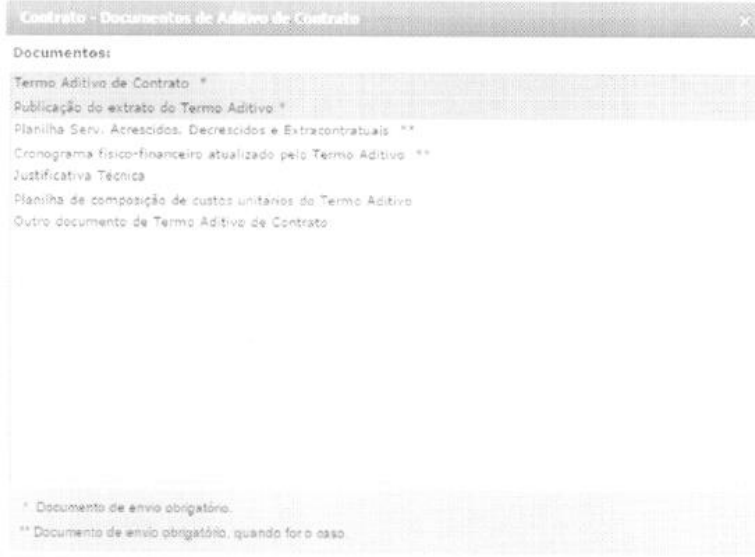 Contrato - Documentos de Aditivo de Contrato
Documentos:
Termo Aditivo de Contrato *
Publicação do extrato do Termo Aditivo *
Planilha Serv. Acrescidos, Decrescidos e Extracontratuais **
Cronograma físico-financeiro atualizado pelo Termo Aditivo **
Justificativa Técnica
Planilha de composição de custos unitários do Termo Aditivo
Outro documento de Termo Aditivo de Contrato
* Documento de envio obrigatório.
** Documento de envio obrigatório, quando for o caso.